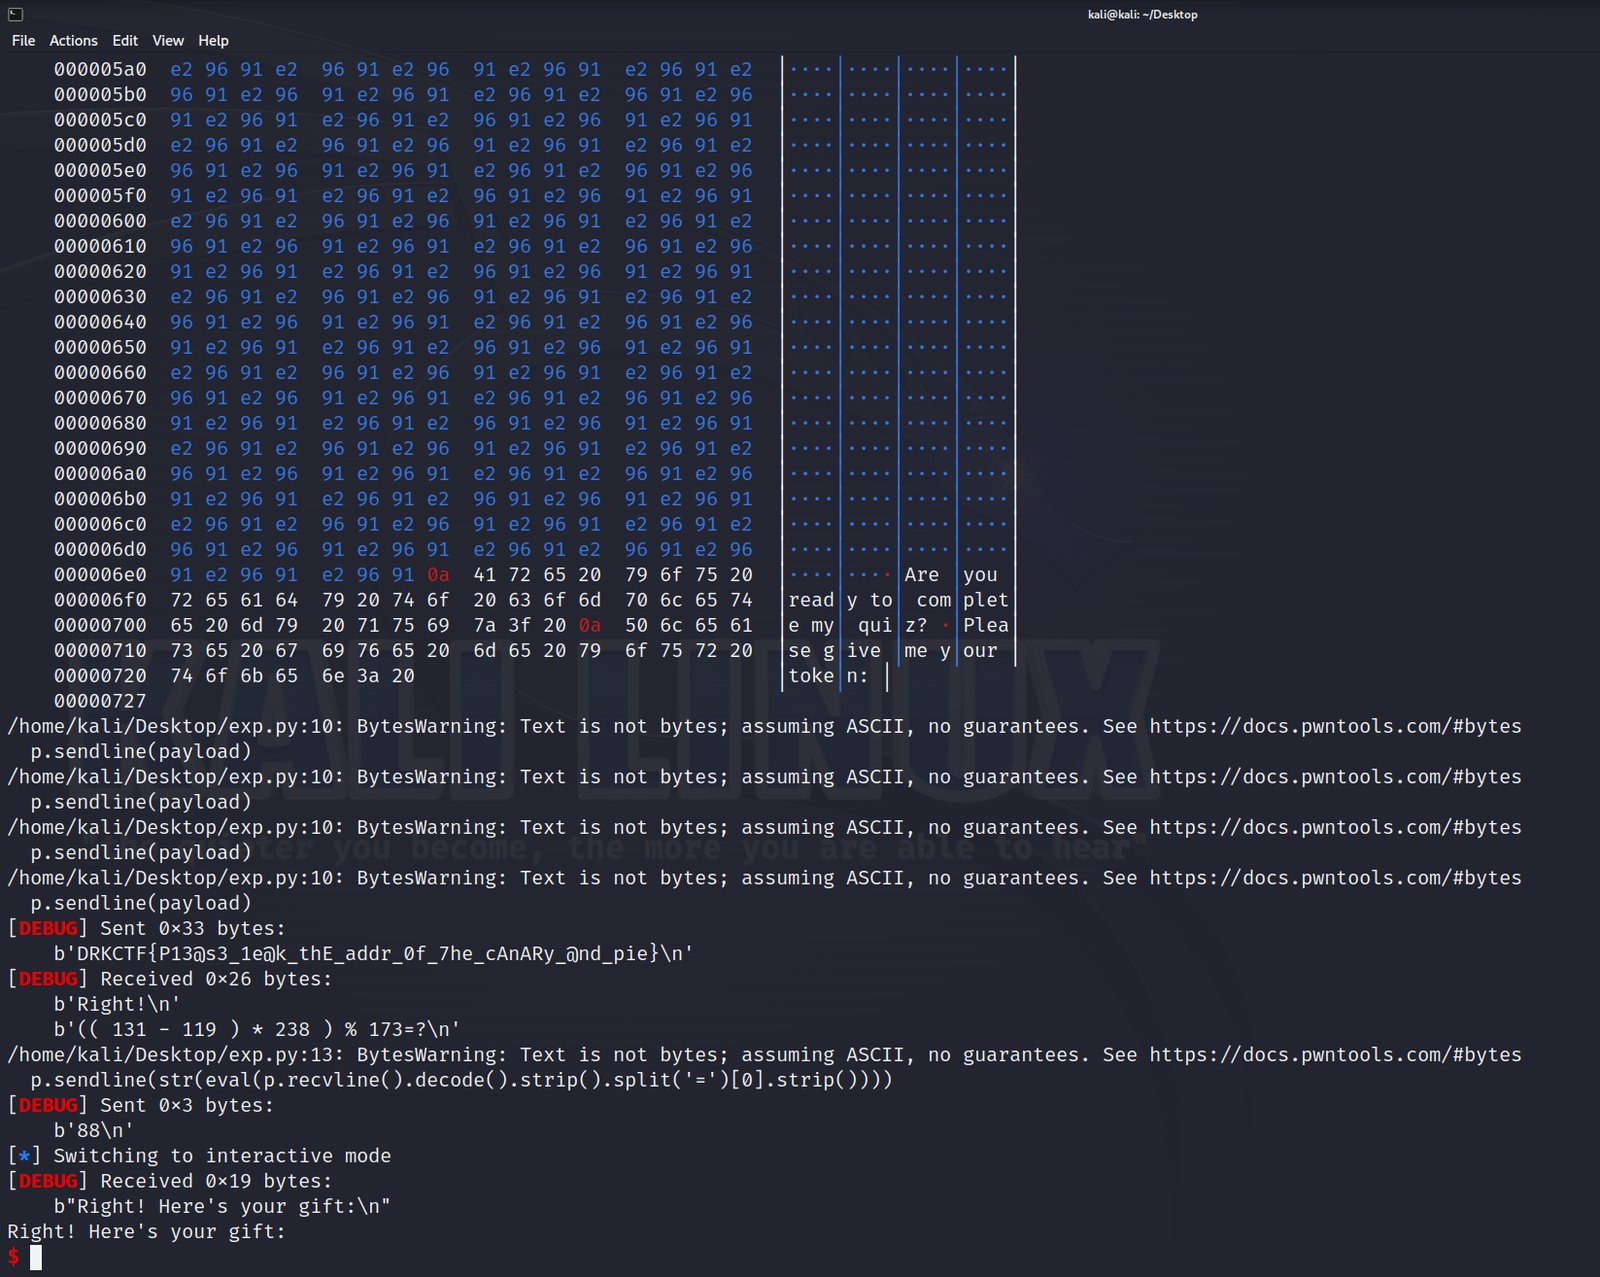 kali@kali: ~/Desktop
File Actions Edit View Help
000005a0 e2 96 91 e2 96 91 e2 96 91 e2 96 91 e2 96 91 e2 │····│····│····│····│
000005b0 96 91 e2 96 91 e2 96 91 e2 96 91 e2 96 91 e2 96 │····│····│····│····│
000005c0 91 e2 96 91 e2 96 91 e2 96 91 e2 96 91 e2 96 91 │····│····│····│····│
000005d0 e2 96 91 e2 96 91 e2 96 91 e2 96 91 e2 96 91 e2 │····│····│····│····│
000005e0 96 91 e2 96 91 e2 96 91 e2 96 91 e2 96 91 e2 96 │····│····│····│····│
000005f0 91 e2 96 91 e2 96 91 e2 96 91 e2 96 91 e2 96 91 │····│····│····│····│
00000600 e2 96 91 e2 96 91 e2 96 91 e2 96 91 e2 96 91 e2 │····│····│····│····│
00000610 96 91 e2 96 91 e2 96 91 e2 96 91 e2 96 91 e2 96 │····│····│····│····│
00000620 91 e2 96 91 e2 96 91 e2 96 91 e2 96 91 e2 96 91 │····│····│····│····│
00000630 e2 96 91 e2 96 91 e2 96 91 e2 96 91 e2 96 91 e2 │····│····│····│····│
00000640 96 91 e2 96 91 e2 96 91 e2 96 91 e2 96 91 e2 96 │····│····│····│····│
00000650 91 e2 96 91 e2 96 91 e2 96 91 e2 96 91 e2 96 91 │····│····│····│····│
00000660 e2 96 91 e2 96 91 e2 96 91 e2 96 91 e2 96 91 e2 │····│····│····│····│
00000670 96 91 e2 96 91 e2 96 91 e2 96 91 e2 96 91 e2 96 │····│····│····│····│
00000680 91 e2 96 91 e2 96 91 e2 96 91 e2 96 91 e2 96 91 │····│····│····│····│
00000690 e2 96 91 e2 96 91 e2 96 91 e2 96 91 e2 96 91 e2 │····│····│····│····│
000006a0 96 91 e2 96 91 e2 96 91 e2 96 91 e2 96 91 e2 96 │····│····│····│····│
000006b0 91 e2 96 91 e2 96 91 e2 96 91 e2 96 91 e2 96 91 │····│····│····│····│
000006c0 e2 96 91 e2 96 91 e2 96 91 e2 96 91 e2 96 91 e2 │····│····│····│····│
000006d0 96 91 e2 96 91 e2 96 91 e2 96 91 e2 96 91 e2 96 │····│····│····│····│
000006e0 91 e2 96 91 e2 96 91 0a 41 72 65 20 79 6f 75 20 │····│····│Are │you │
000006f0 72 65 61 64 79 20 74 6f 20 63 6f 6d 70 6c 65 74 │read│y to│ com│plet│
00000700 65 20 6d 79 20 71 75 69 7a 3f 20 0a 50 6c 65 61 │e my│ qui│z? ·│Plea│
00000710 73 65 20 67 69 76 65 20 6d 65 20 79 6f 75 72 20 │se g│ive │me y│our │
00000720 74 6f 6b 65 6e 3a 20 │toke│n: │
00000727
/home/kali/Desktop/exp.py:10: BytesWarning: Text is not bytes; assuming ASCII, no guarantees. See https://docs.pwntools.com/#bytes
p.sendline(payload)
/home/kali/Desktop/exp.py:10: BytesWarning: Text is not bytes; assuming ASCII, no guarantees. See https://docs.pwntools.com/#bytes
p.sendline(payload)
/home/kali/Desktop/exp.py:10: BytesWarning: Text is not bytes; assuming ASCII, no guarantees. See https://docs.pwntools.com/#bytes
p.sendline(payload)
/home/kali/Desktop/exp.py:10: BytesWarning: Text is not bytes; assuming ASCII, no guarantees. See https://docs.pwntools.com/#bytes
p.sendline(payload)
[DEBUG] Sent 0×33 bytes:
b'DRKCTF{P13@s3_1e@k_thE_addr_0f_7he_cAnARy_@nd_pie}\n'
[DEBUG] Received 0×26 bytes:
b'Right!\n'
b'(( 131 - 119 ) * 238 ) % 173=?\n'
/home/kali/Desktop/exp.py:13: BytesWarning: Text is not bytes; assuming ASCII, no guarantees. See https://docs.pwntools.com/#bytes
p.sendline(str(eval(p.recvline().decode().strip().split('=')[0].strip())))
[DEBUG] Sent 0×3 bytes:
b'88\n'
[*] Switching to interactive mode
[DEBUG] Received 0×19 bytes:
b"Right! Here's your gift:\n"
Right! Here's your gift:
$
KALI LINUX
you become, the more you are able to hear"